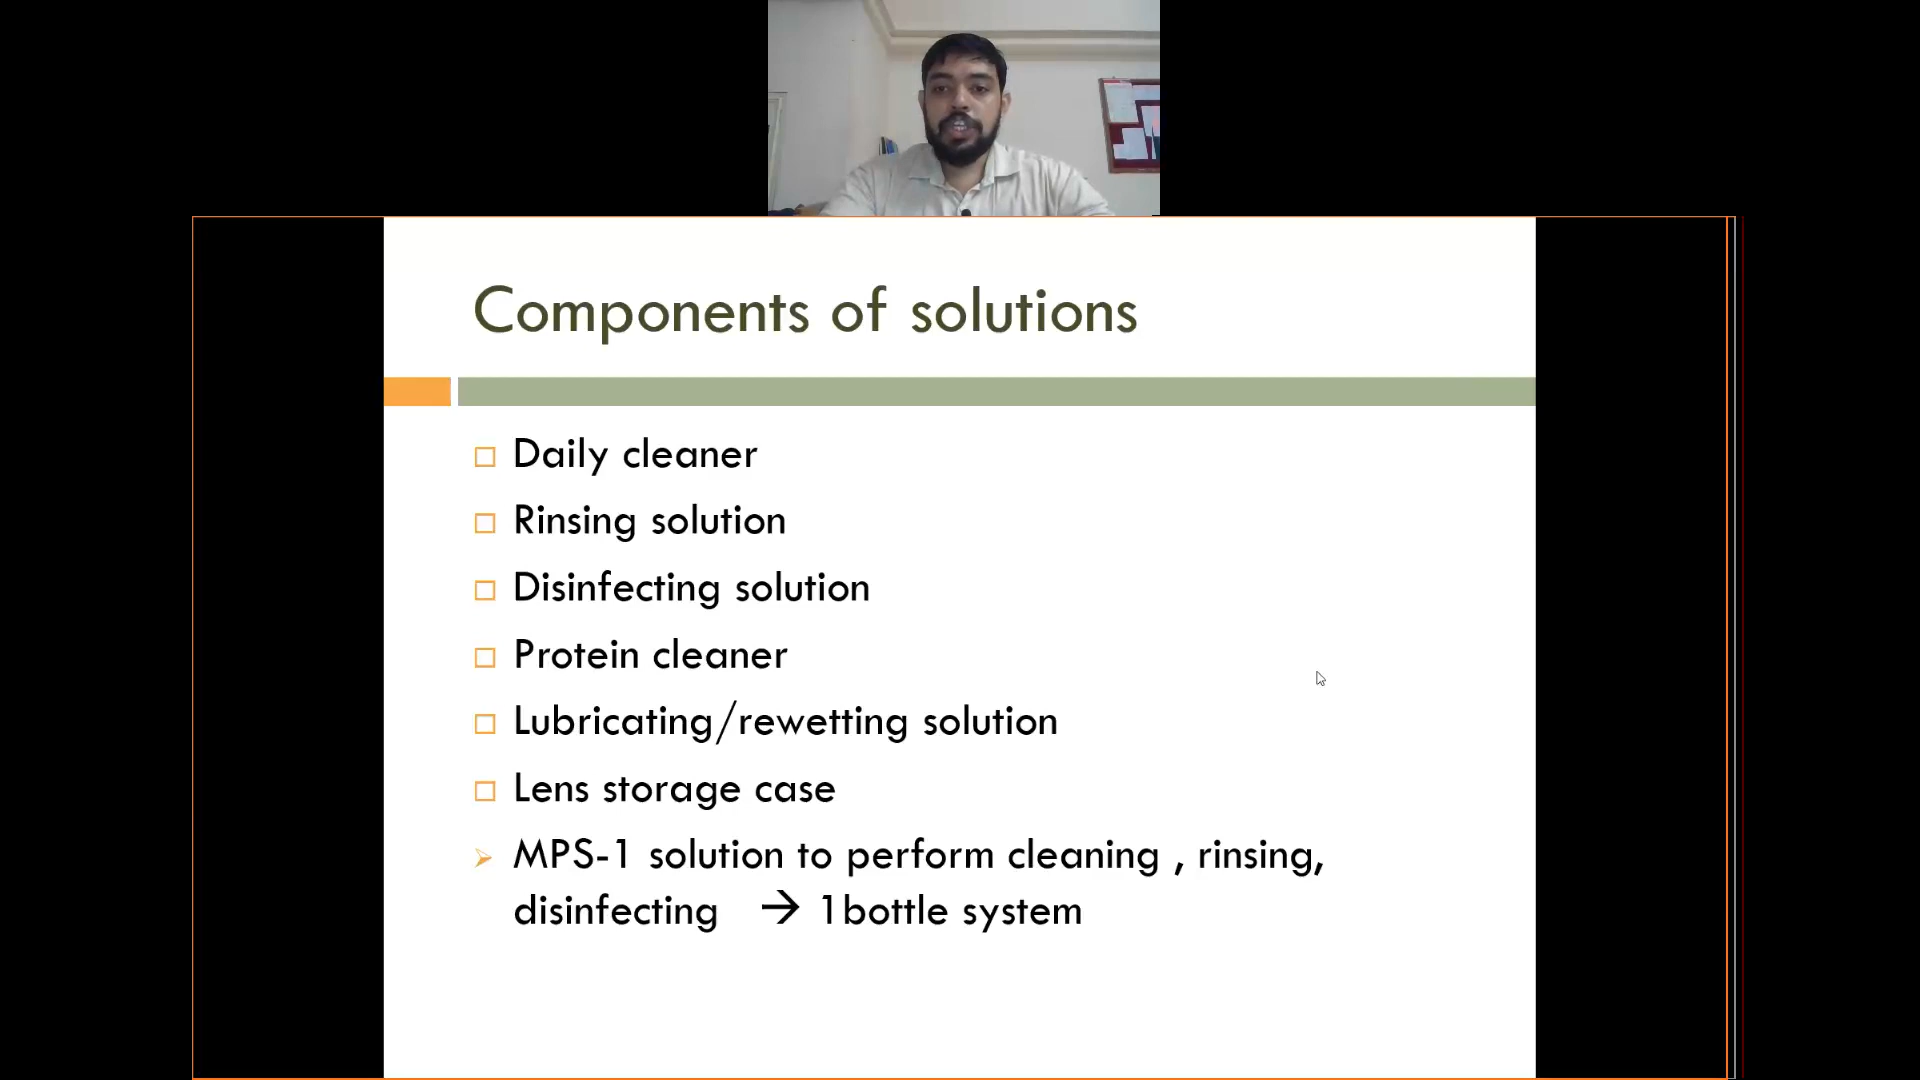 Components of solutions
Daily cleaner
Rinsing solution
Disinfecting solution
Protein cleaner
Lubricating/rewetting solution
Lens storage case
MPS-1 solution to perform cleaning , rinsing,
disinfecting → 1bottle system